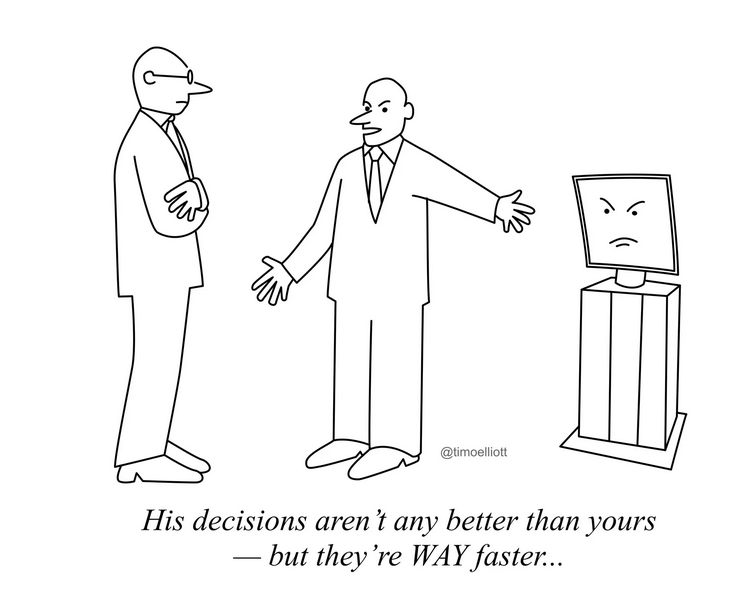 @timoelliott
His decisions aren’t any better than yours
— but they’re WAY faster...